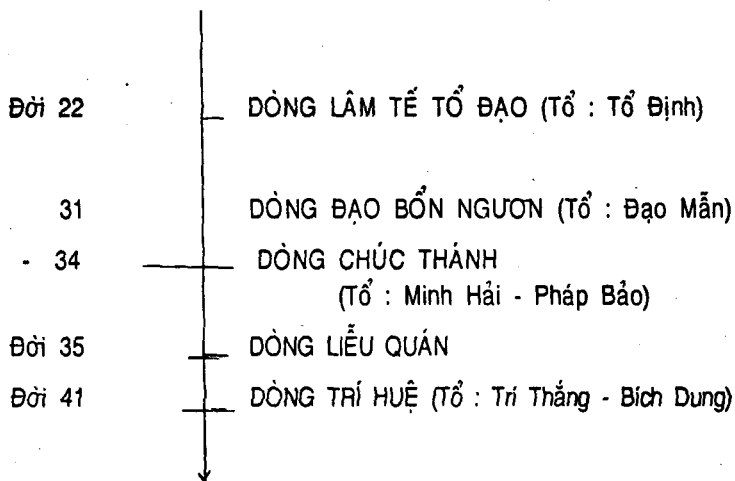 Đời 22 DÒNG LÂM TẾ TỔ ĐẠO (Tổ : Tổ Định)
31 DÒNG ĐẠO BỔN NGƯƠN (Tổ : Đạo Mẫn)
- 34 DÒNG CHÚC THÁNH
(Tổ : Minh Hải - Pháp Bảo)
Đời 35 DÒNG LIỄU QUÁN
Đời 41 DÒNG TRÍ HUỆ (Tổ : Trí Thắng - Bích Dung)